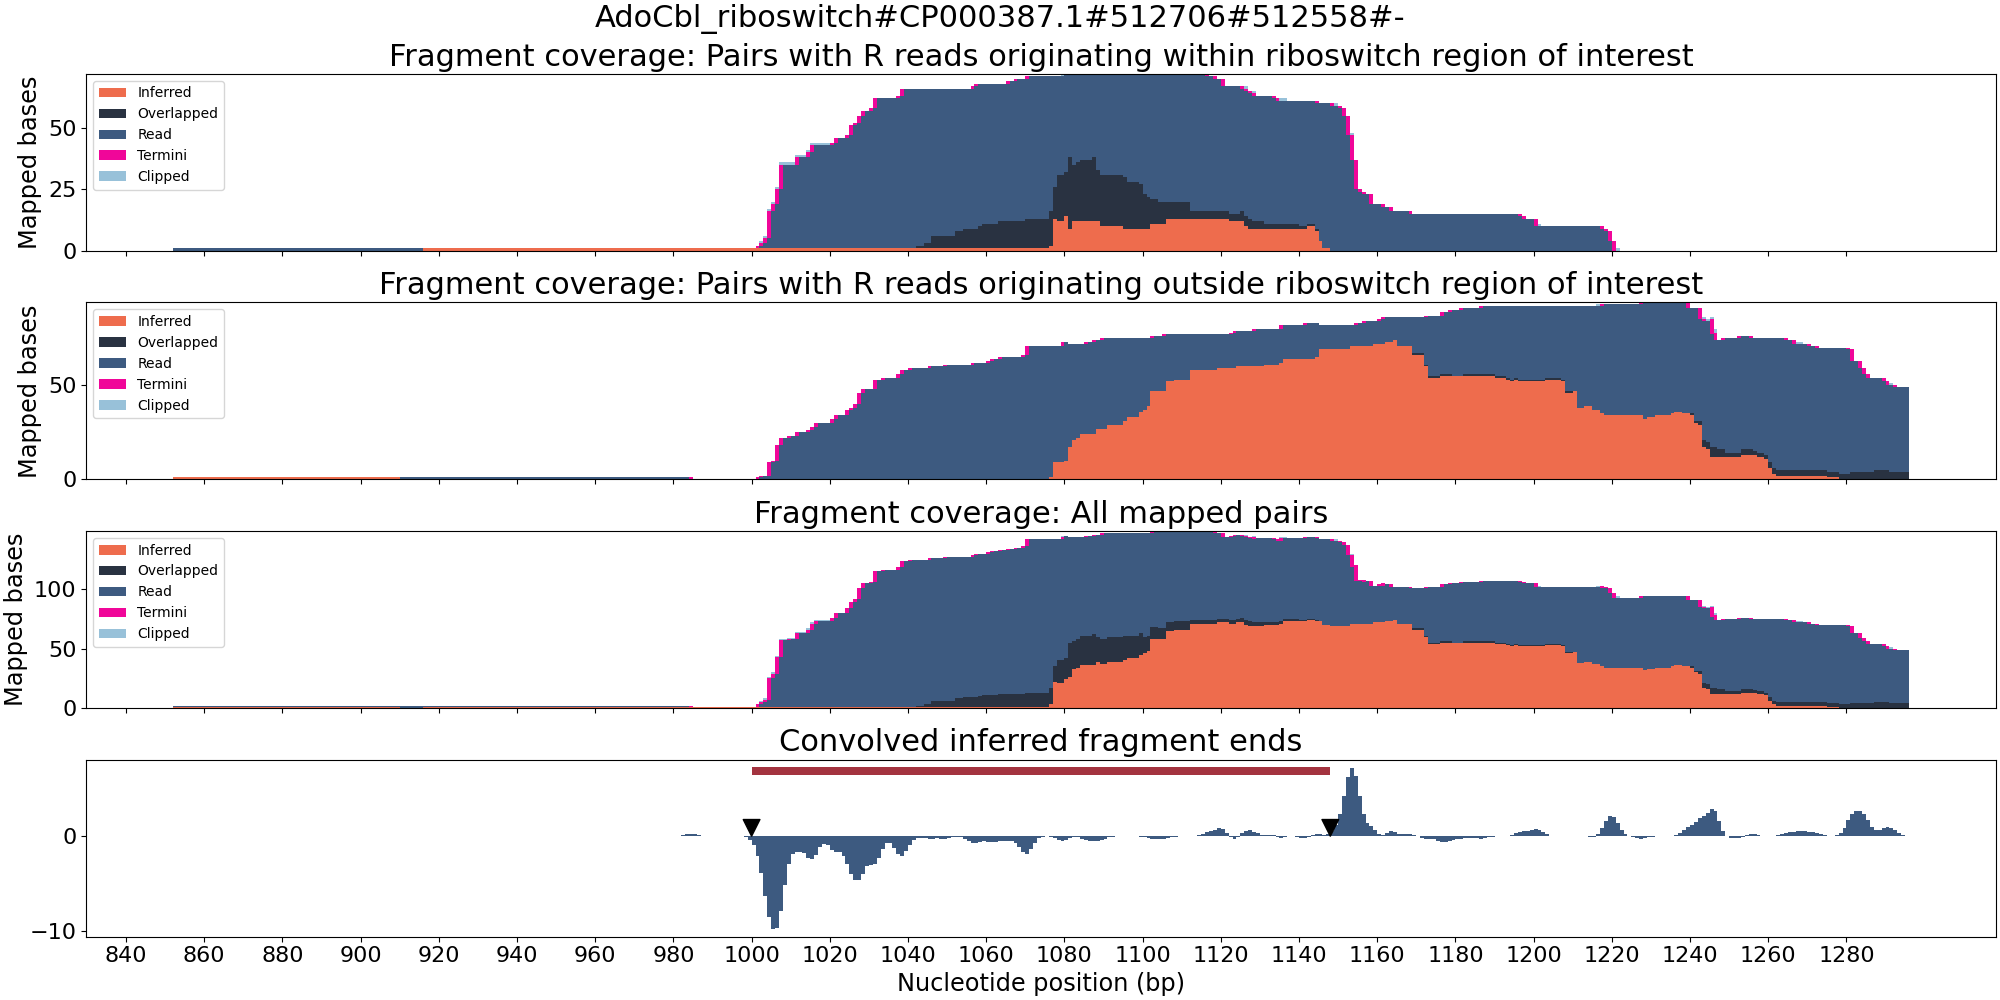 AdoCbl_riboswitch#CP000387.1#512706#512558#-
Fragment coverage: Pairs with R reads originating within riboswitch region of interest
Mapped bases
50
25
0
Inferred
Overlapped
Read
Termini
Clipped
Fragment coverage: Pairs with R reads originating outside riboswitch region of interest
Mapped bases
50
0
Inferred
Overlapped
Read
Termini
Clipped
Fragment coverage: All mapped pairs
Mapped bases
100
50
0
Inferred
Overlapped
Read
Termini
Clipped
Convolved inferred fragment ends
0
−10
840 860 880 900 920 940 960 980 1000 1020 1040 1060 1080 1100 1120 1140 1160 1180 1200 1220 1240 1260 1280
Nucleotide position (bp)